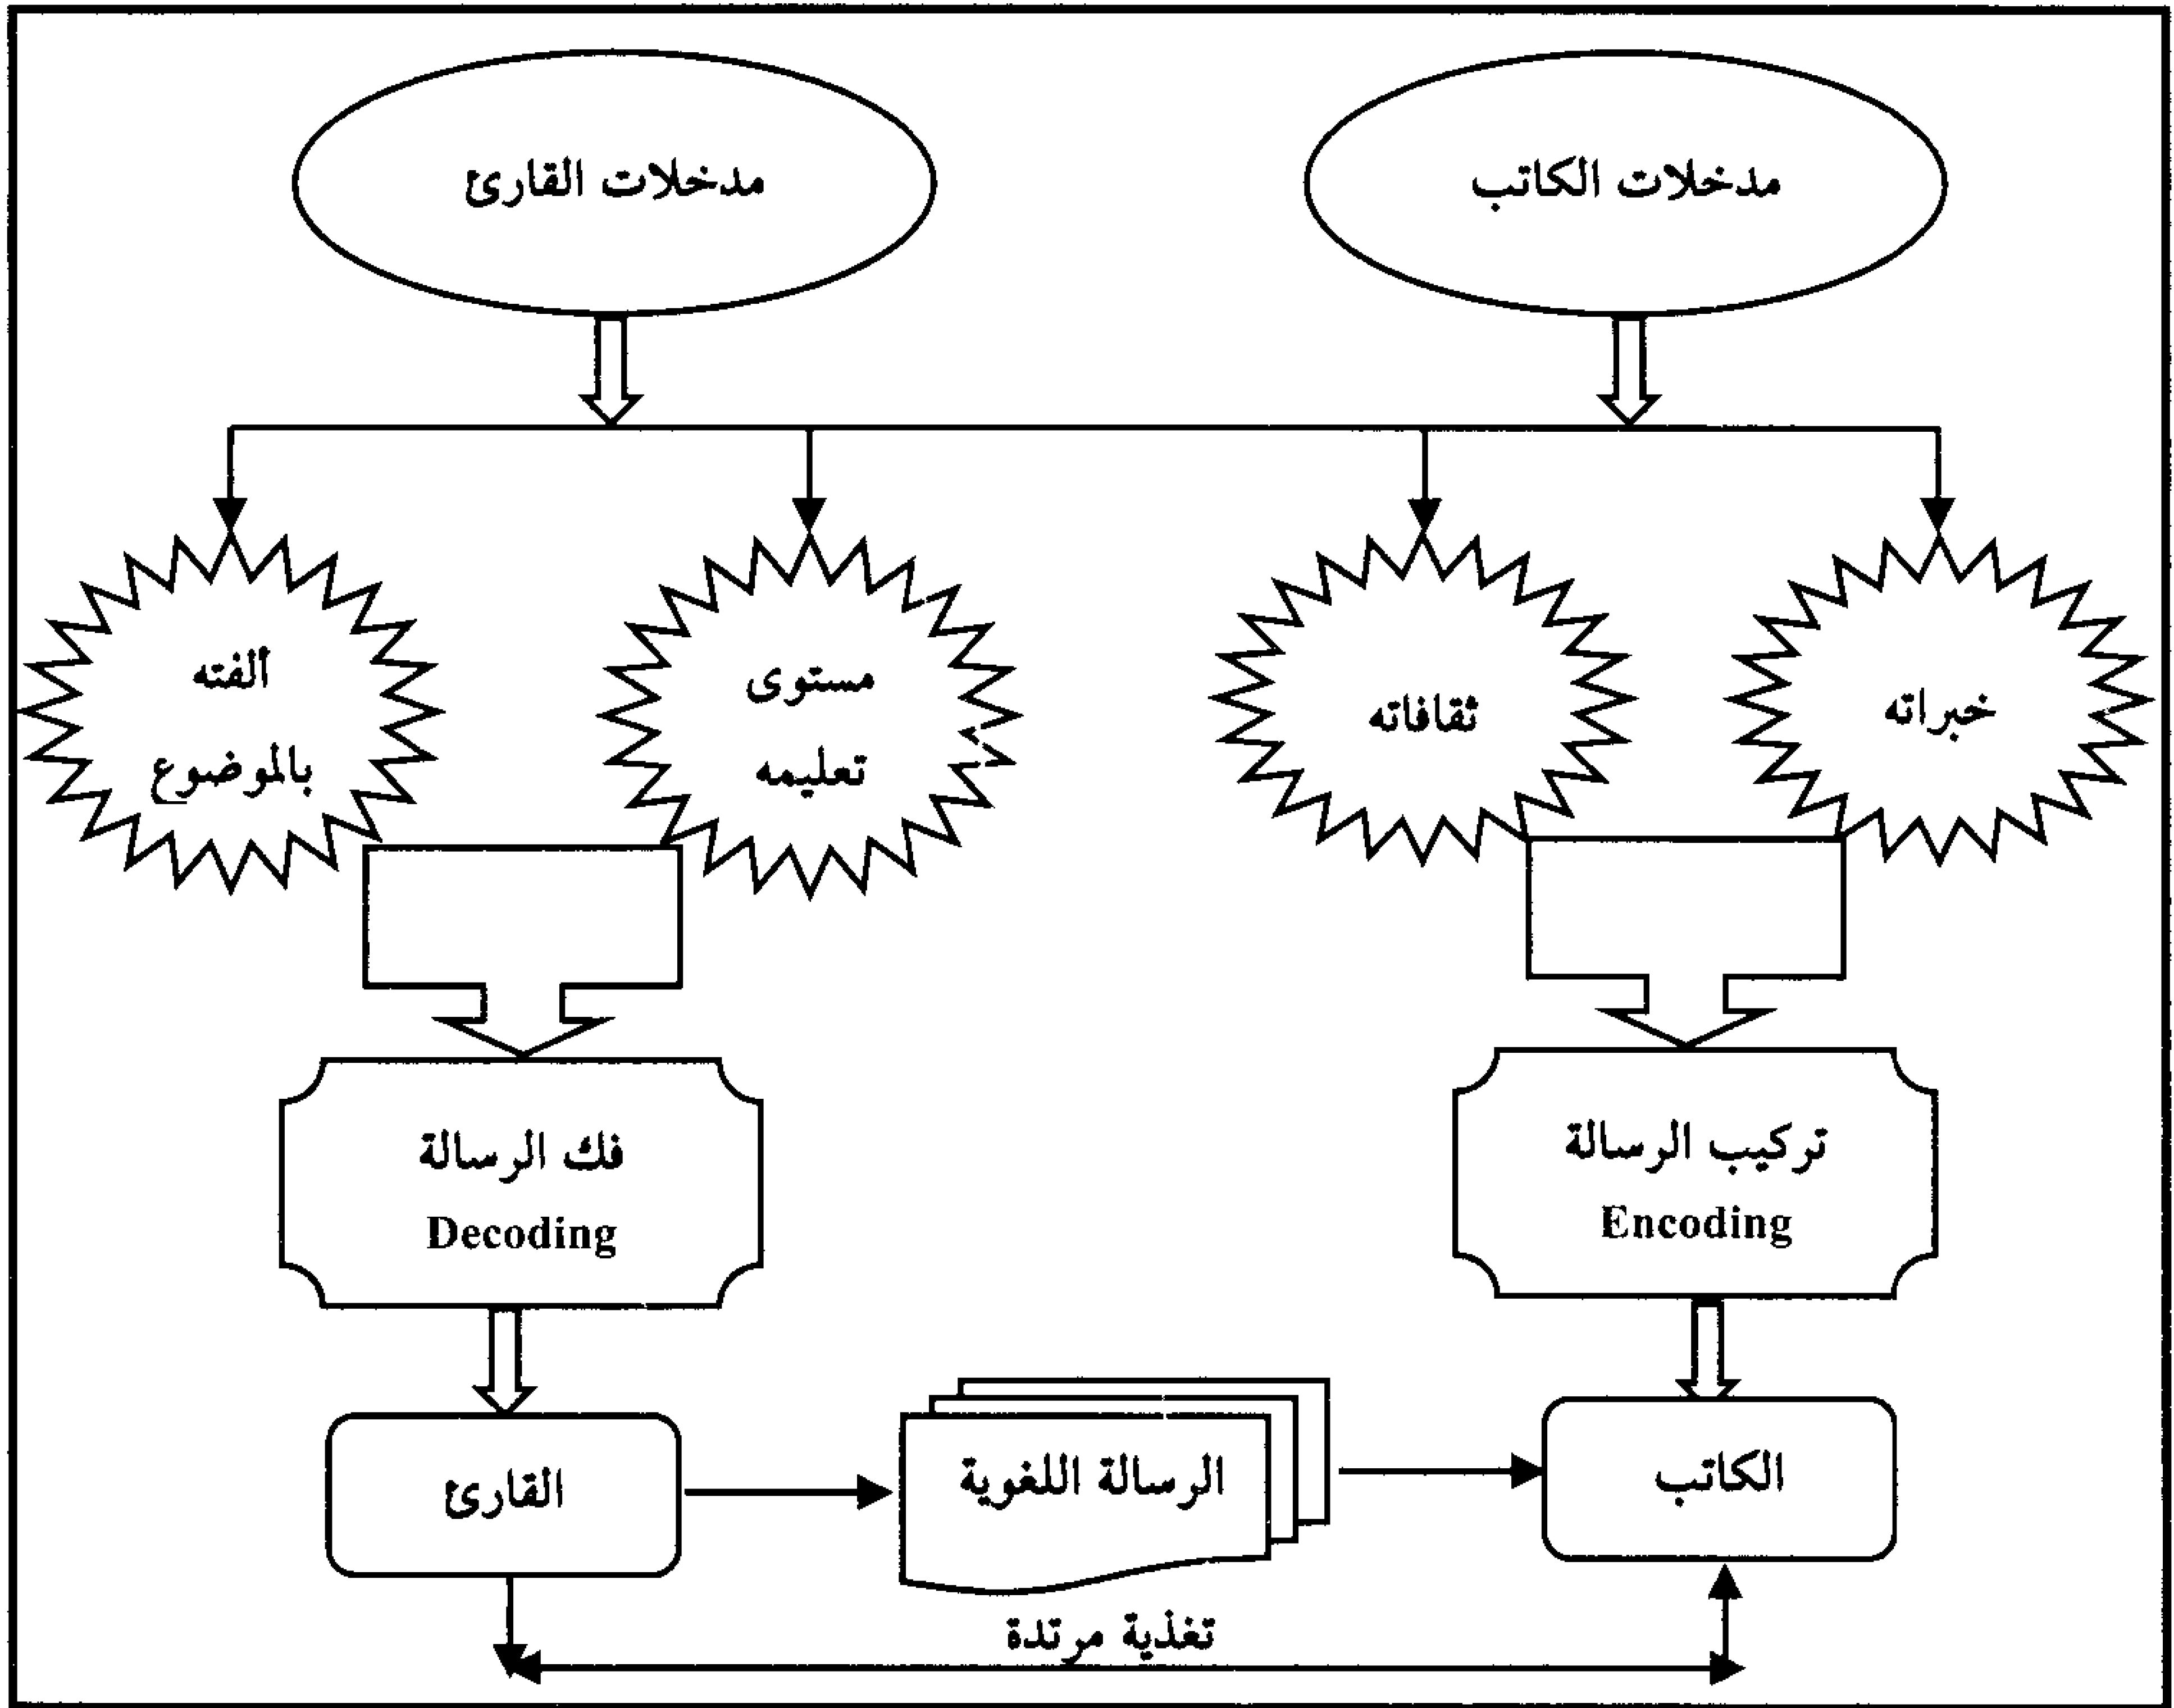 مدخلات الكاتب
مدخلات القارئ
خبراته
ثقافاته
مستوى
تعليمه
ألفته
بالموضوع
تركيب الرسالة
Encoding
فك الرسالة
Decoding
الكاتب
الرسالة اللغوية
القارئ
تغذية مرتدة